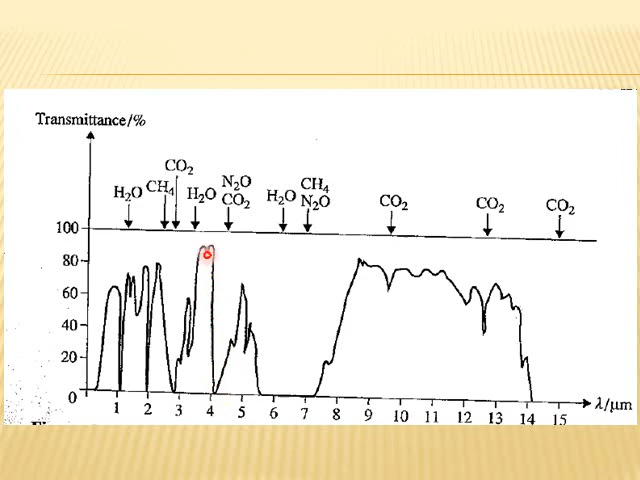 Transmittance/%
CO2
H2O CH4 H2O N2O CO2 H2O CH4 N2O CO2 CO2 CO2
100
80
60
40
20
0
1 2 3 4 5 6 7 8 9 10 11 12 13 14 15 λ/μm